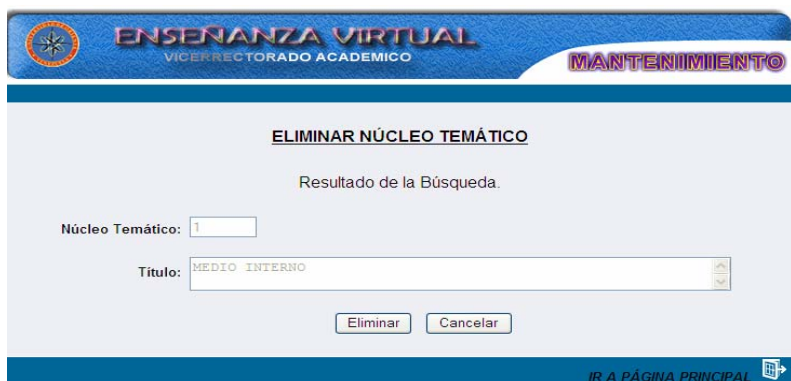 ENSEÑANZA VIRTUAL
VICERRECTORADO ACADEMICO
MANTENIMIENTO
ELIMINAR NÚCLEO TEMÁTICO
Resultado de la Búsqueda.
Núcleo Temático: 1
Título: MEDIO INTERNO
Eliminar Cancelar
IR A PÁGINA PRINCIPAL